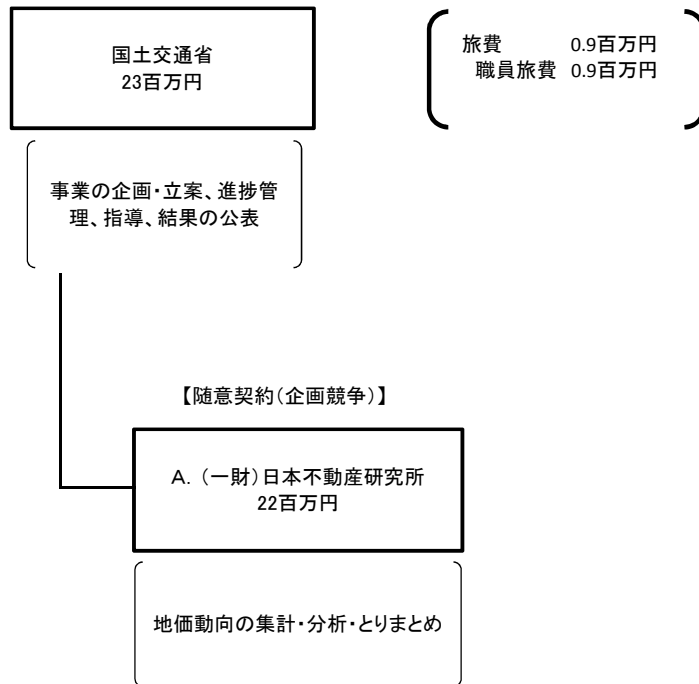 国土交通省
23百万円
旅費 0.9百万円
職員旅費 0.9百万円
事業の企画・立案、進捗管
理、指導、結果の公表
【随意契約(企画競争)】
A.（一財）日本不動産研究所
22百万円
地価動向の集計・分析・とりまとめ